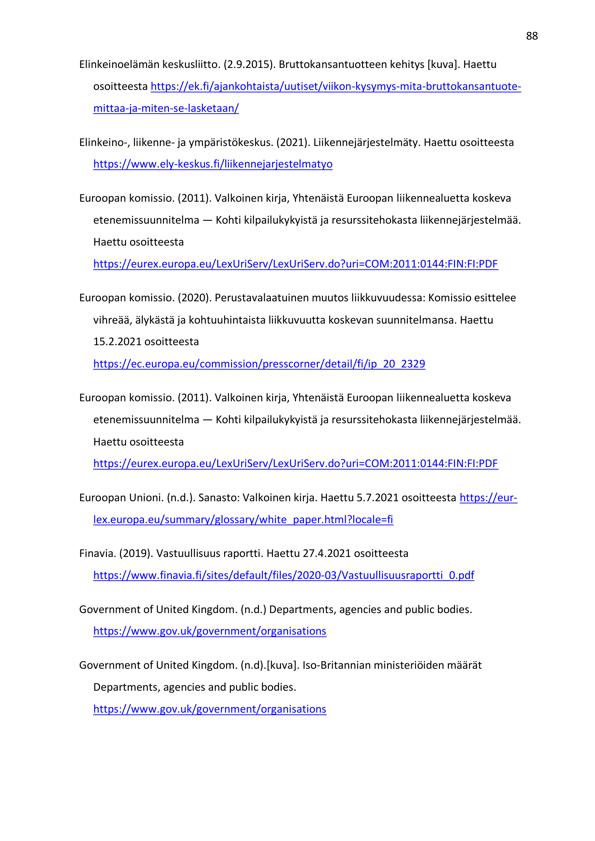 88
Elinkeinoelämän keskusliitto. (2.9.2015). Bruttokansantuotteen kehitys [kuva]. Haettu
osoitteesta https://ek.fi/ajankohtaista/uutiset/viikon-kysymys-mita-bruttokansantuote-
mittaa-ja-miten-se-lasketaan/
Elinkeino-, liikenne- ja ympäristökeskus. (2021). Liikennejärjestelmäty. Haettu osoitteesta
https://www.ely-keskus.fi/liikennejarjestelmatyo
Euroopan komissio. (2011). Valkoinen kirja, Yhtenäistä Euroopan liikennealuetta koskeva
etenemissuunnitelma — Kohti kilpailukykyistä ja resurssitehokasta liikennejärjestelmää.
Haettu osoitteesta
https://eurex.europa.eu/LexUriServ/LexUriServ.do?uri=COM:2011:0144:FIN:FI:PDF
Euroopan komissio. (2020). Perustavalaatuinen muutos liikkuvuudessa: Komissio esittelee
vihreää, älykästä ja kohtuuhintaista liikkuvuutta koskevan suunnitelmansa. Haettu
15.2.2021 osoitteesta
https://ec.europa.eu/commission/presscorner/detail/fi/ip_20_2329
Euroopan komissio. (2011). Valkoinen kirja, Yhtenäistä Euroopan liikennealuetta koskeva
etenemissuunnitelma — Kohti kilpailukykyistä ja resurssitehokasta liikennejärjestelmää.
Haettu osoitteesta
https://eurex.europa.eu/LexUriServ/LexUriServ.do?uri=COM:2011:0144:FIN:FI:PDF
Euroopan Unioni. (n.d.). Sanasto: Valkoinen kirja. Haettu 5.7.2021 osoitteesta https://eur-
lex.europa.eu/summary/glossary/white_paper.html?locale=fi
Finavia. (2019). Vastuullisuus raportti. Haettu 27.4.2021 osoitteesta
https://www.finavia.fi/sites/default/files/2020-03/Vastuullisuusraportti_0.pdf
Government of United Kingdom. (n.d.) Departments, agencies and public bodies.
https://www.gov.uk/government/organisations
Government of United Kingdom. (n.d).[kuva]. Iso-Britannian ministeriöiden määrät
Departments, agencies and public bodies.
https://www.gov.uk/government/organisations